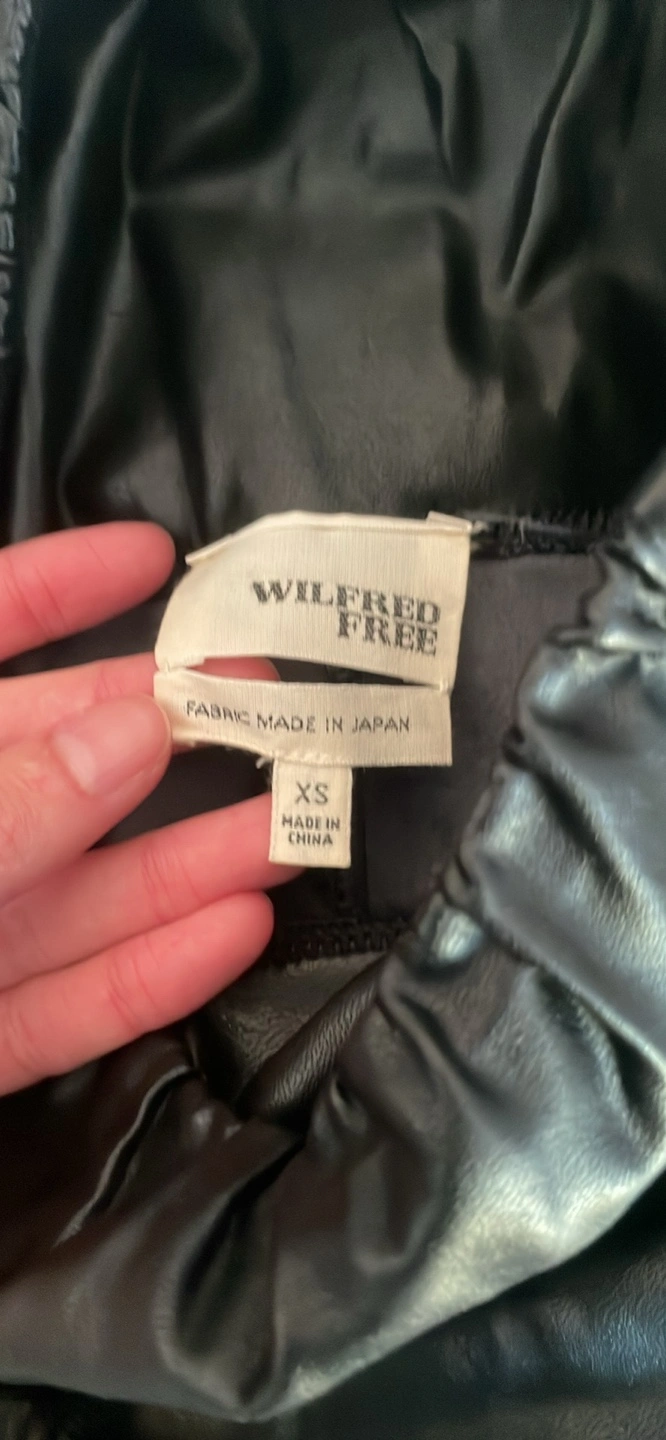 WILFRED
FREE
FABRIC MADE IN JAPAN
XS
MADE IN
CHINA